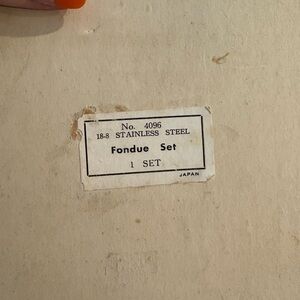 No. 4096
18-8 STAINLESS STEEL
Fondue Set
1 SET
JAPAN